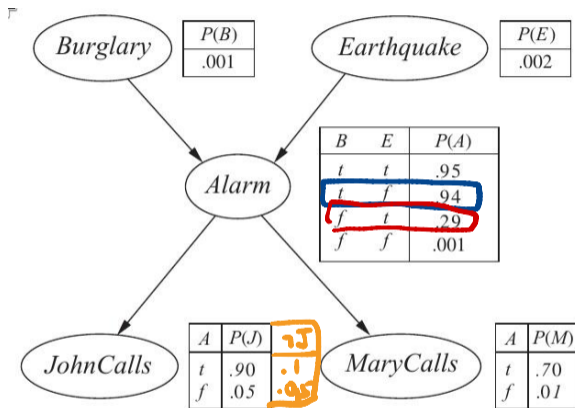 Burglary
P(B)
.001
Earthquake
P(E)
.002
Alarm
B E P(A)
t t .95
t f .94
f t .29
f f .001
JohnCalls
A P(J) ¬J
t .90 .1
f .05 .95
MaryCalls
A P(M)
t .70
f .01